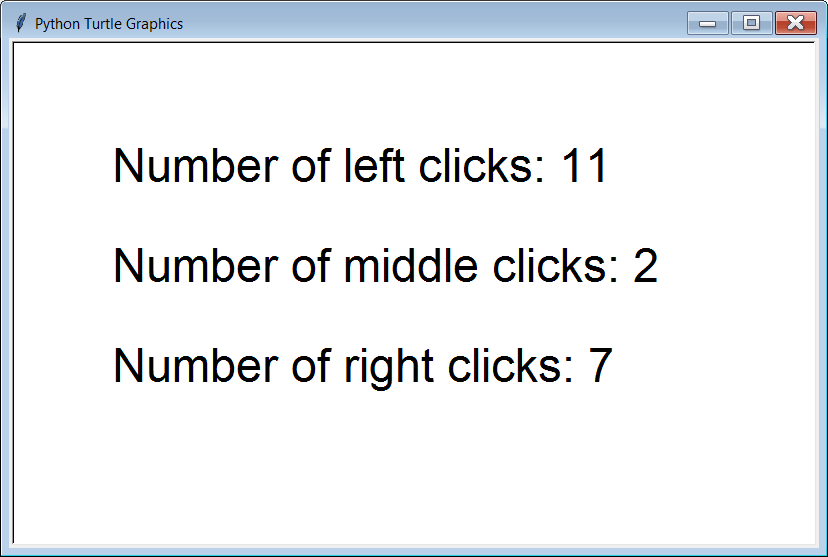 Python Turtle Graphics
Number of left clicks: 11
Number of middle clicks: 2
Number of right clicks: 7